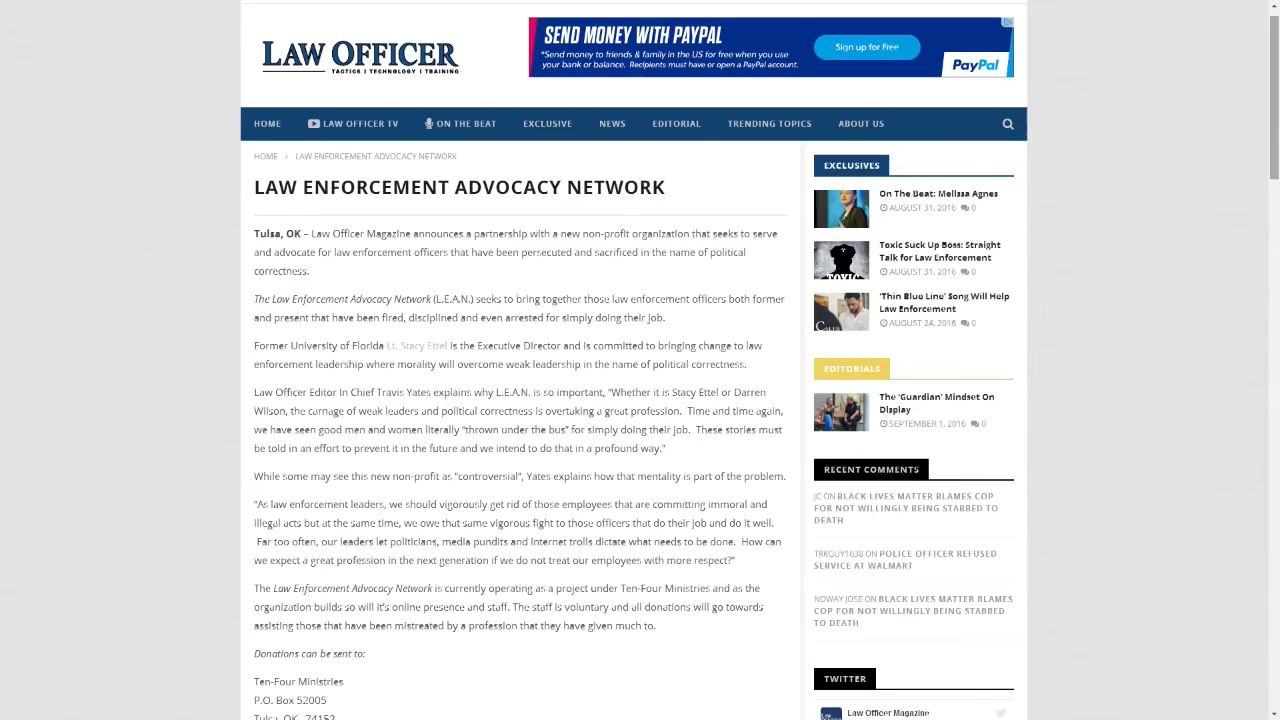 LAW OFFICER
TACTICS | TECHNOLOGY | TRAINING
SEND MONEY WITH PAYPAL
*Send money to friends & family in the US for free when you use
your bank or balance. Recipients must have or open a PayPal account.
Sign up for Free
PayPal
HOME
LAW OFFICER TV
ON THE BEAT
EXCLUSIVE
NEWS
EDITORIAL
TRENDING TOPICS
ABOUT US
HOME › LAW ENFORCEMENT ADVOCACY NETWORK
LAW ENFORCEMENT ADVOCACY NETWORK
Tulsa, OK – Law Officer Magazine announces a partnership with a new non-profit organization that seeks to serve
and advocate for law enforcement officers that have been persecuted and sacrificed in the name of political
correctness.
The Law Enforcement Advocacy Network (L.E.A.N.) seeks to bring together those law enforcement officers both former
and present that have been fired, disciplined and even arrested for simply doing their job.
Former University of Florida Lt. Stacy Ettel is the Executive Director and is committed to bringing change to law
enforcement leadership where morality will overcome weak leadership in the name of political correctness.
Law Officer Editor In Chief Travis Yates explains why L.E.A.N. is so important, “Whether it is Stacy Ettel or Darren
Wilson, the carnage of weak leaders and political correctness is overtaking a great profession.  Time and time again,
we have seen good men and women literally “thrown under the bus” for simply doing their job.  These stories must
be told in an effort to prevent it in the future and we intend to do that in a profound way.”
While some may see this new non-profit as “controversial”, Yates explains how that mentality is part of the problem.
“As law enforcement leaders, we should vigorously get rid of those employees that are committing immoral and
illegal acts but at the same time, we owe that same vigorous fight to those officers that do their job and do it well.
Far too often, our leaders let politicians, media pundits and internet trolls dictate what needs to be done.  How can
we expect a great profession in the next generation if we do not treat our employees with more respect?”
The Law Enforcement Advocacy Network is currently operating as a project under Ten-Four Ministries and as the
organization builds so will it’s online presence and staff. The staff is voluntary and all donations will go towards
assisting those that have been mistreated by a profession that they have given much to.
Donations can be sent to:
Ten-Four Ministries
P.O. Box 52005
Tulsa, OK  74152
EXCLUSIVES
On The Beat: Melissa Agnes
AUGUST 31, 2016 0
Toxic Suck Up Boss: Straight
Talk for Law Enforcement
AUGUST 31, 2016 0
TOXIC
‘Thin Blue Line’ Song Will Help
Law Enforcement
AUGUST 24, 2016 0
EDITORIALS
The ‘Guardian’ Mindset On
Display
SEPTEMBER 1, 2016 0
RECENT COMMENTS
JC ON BLACK LIVES MATTER BLAMES COP
FOR NOT WILLINGLY BEING STABBED TO
DEATH
TRKGUY1638 ON POLICE OFFICER REFUSED
SERVICE AT WALMART
NOWAY JOSE ON BLACK LIVES MATTER BLAMES
COP FOR NOT WILLINGLY BEING STABBED
TO DEATH
TWITTER
Law Officer Magazine